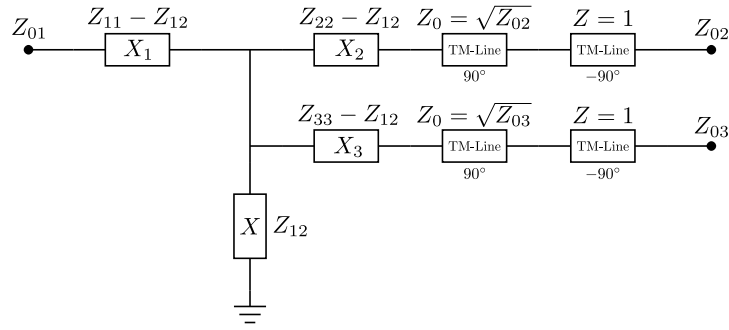 Z₀₁
Z₁₁ − Z₁₂
X₁
Z₂₂ − Z₁₂
X₂
Z₀ = √Z₀₂
TM-Line
90°
Z = 1
TM-Line
−90°
Z₀₂
Z₃₃ − Z₁₂
X₃
Z₀ = √Z₀₃
TM-Line
90°
Z = 1
TM-Line
−90°
Z₀₃
X
Z₁₂